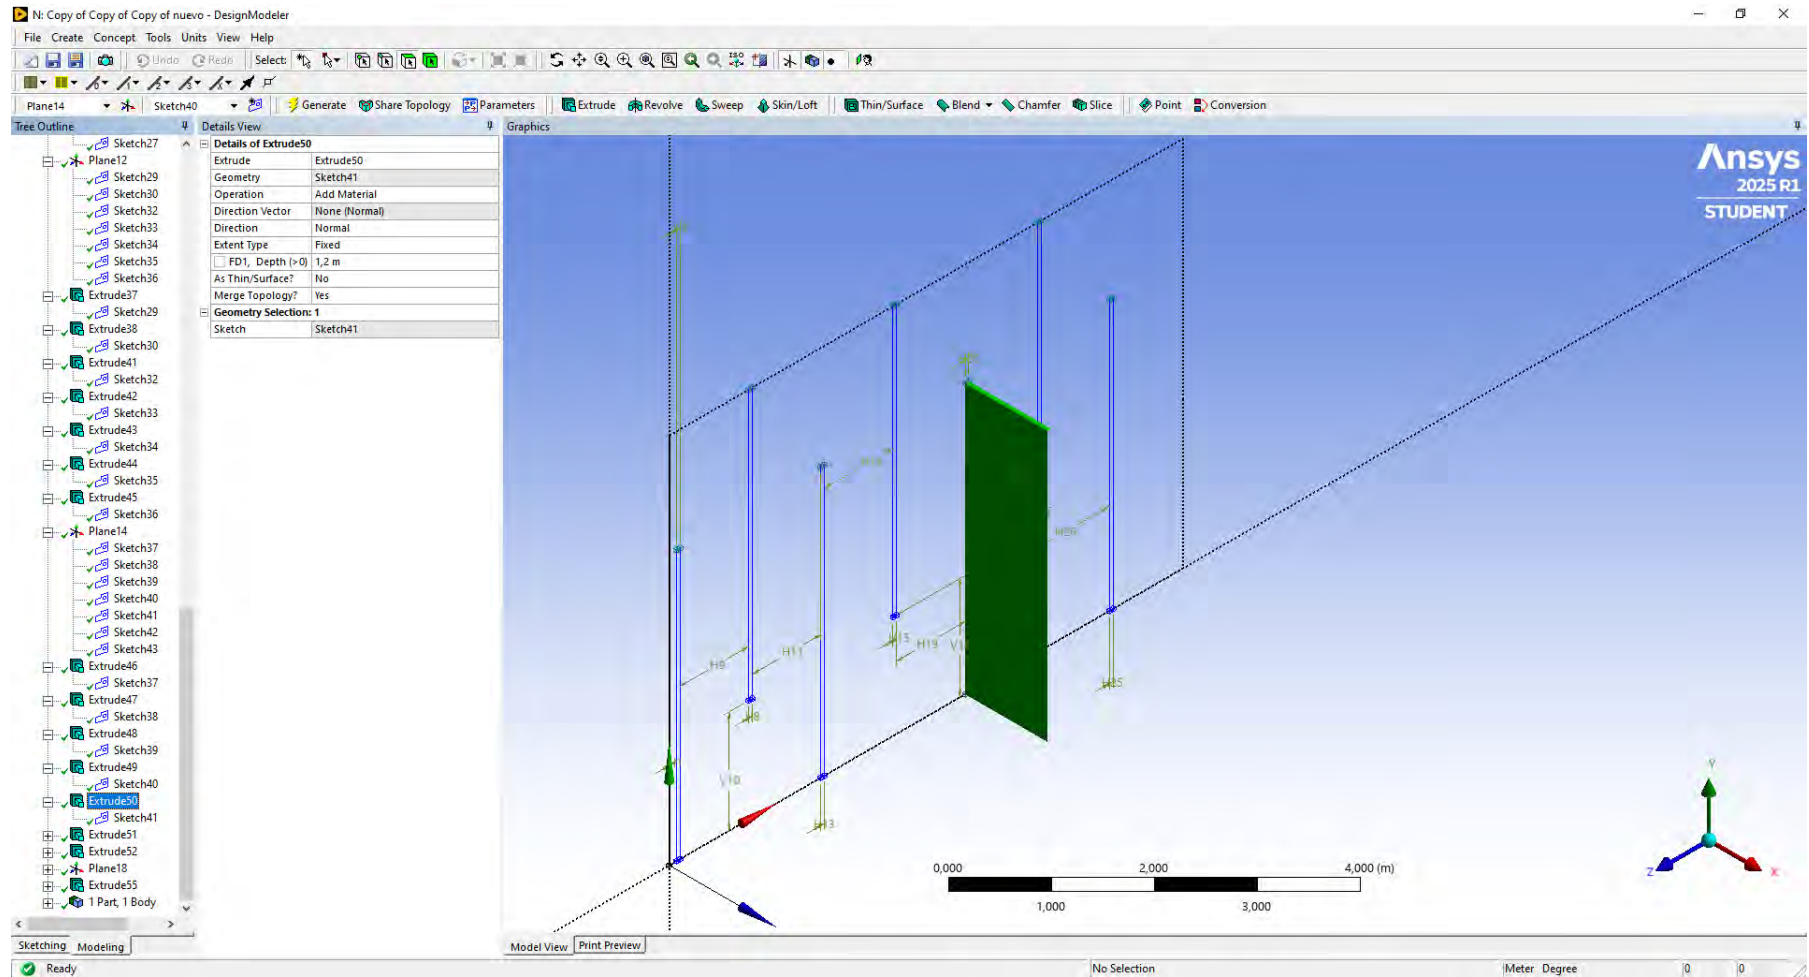 N: Copy of Copy of Copy of nuevo - DesignModeler
File Create Concept Tools Units View Help
Undo Redo Select:
Plane14 Sketch40 Generate Share Topology Parameters Extrude Revolve Sweep Skin/Loft Thin/Surface Blend Chamfer Slice Point Conversion
Tree Outline
Sketch27
Plane12
Sketch29
Sketch30
Sketch32
Sketch33
Sketch34
Sketch35
Sketch36
Extrude37
Sketch29
Extrude38
Sketch30
Extrude41
Sketch32
Extrude42
Sketch33
Extrude43
Sketch34
Extrude44
Sketch35
Extrude45
Sketch36
Plane14
Sketch37
Sketch38
Sketch39
Sketch40
Sketch41
Sketch42
Sketch43
Extrude46
Sketch37
Extrude47
Sketch38
Extrude48
Sketch39
Extrude49
Sketch40
Extrude50
Sketch41
Extrude51
Extrude52
Plane18
Extrude55
1 Part, 1 Body
Sketching Modeling
Details View
Details of Extrude50
Extrude Extrude50
Geometry Sketch41
Operation Add Material
Direction Vector None (Normal)
Direction Normal
Extent Type Fixed
FD1, Depth (>0) 1,2 m
As Thin/Surface? No
Merge Topology? Yes
Geometry Selection: 1
Sketch Sketch41
Graphics
Ansys
2025 R1
STUDENT
H9
H11
H19
V10
0,000 2,000 4,000 (m)
1,000 3,000
Y
Z X
Model View Print Preview
Ready No Selection Meter Degree 0 0